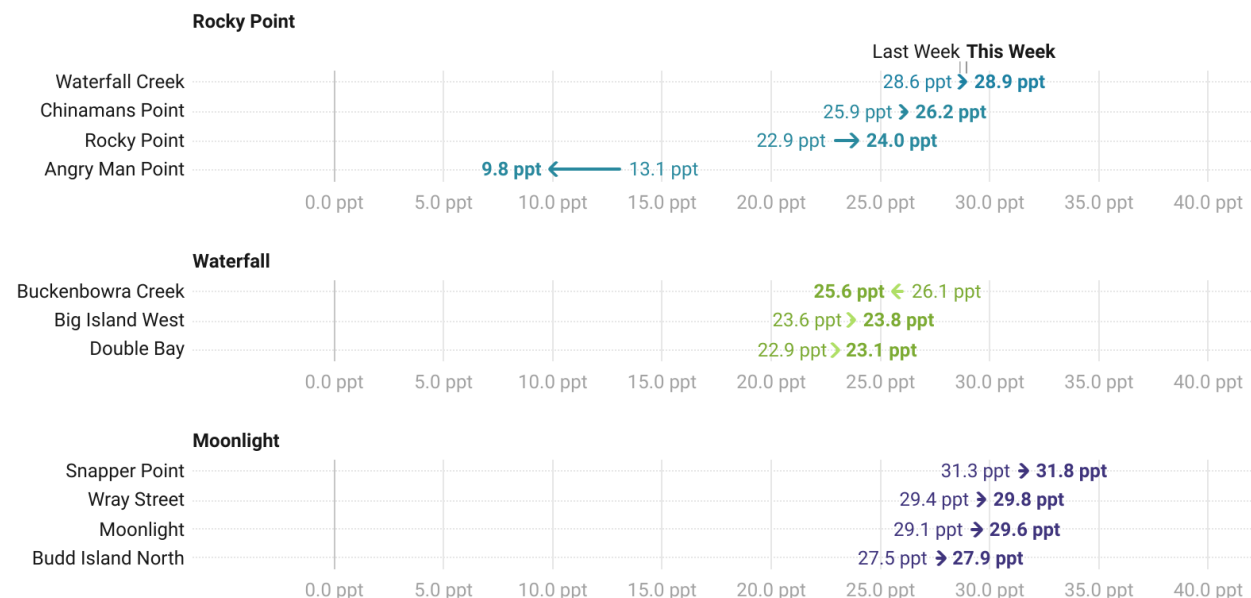 Rocky Point
Last Week This Week
Waterfall Creek 28.6 ppt 28.9 ppt
Chinamans Point 25.9 ppt 26.2 ppt
Rocky Point 22.9 ppt 24.0 ppt
Angry Man Point 9.8 ppt 13.1 ppt
0.0 ppt 5.0 ppt 10.0 ppt 15.0 ppt 20.0 ppt 25.0 ppt 30.0 ppt 35.0 ppt 40.0 ppt
Waterfall
Buckenbowra Creek 25.6 ppt 26.1 ppt
Big Island West 23.6 ppt 23.8 ppt
Double Bay 22.9 ppt 23.1 ppt
0.0 ppt 5.0 ppt 10.0 ppt 15.0 ppt 20.0 ppt 25.0 ppt 30.0 ppt 35.0 ppt 40.0 ppt
Moonlight
Snapper Point 31.3 ppt 31.8 ppt
Wray Street 29.4 ppt 29.8 ppt
Moonlight 29.1 ppt 29.6 ppt
Budd Island North 27.5 ppt 27.9 ppt
0.0 ppt 5.0 ppt 10.0 ppt 15.0 ppt 20.0 ppt 25.0 ppt 30.0 ppt 35.0 ppt 40.0 ppt